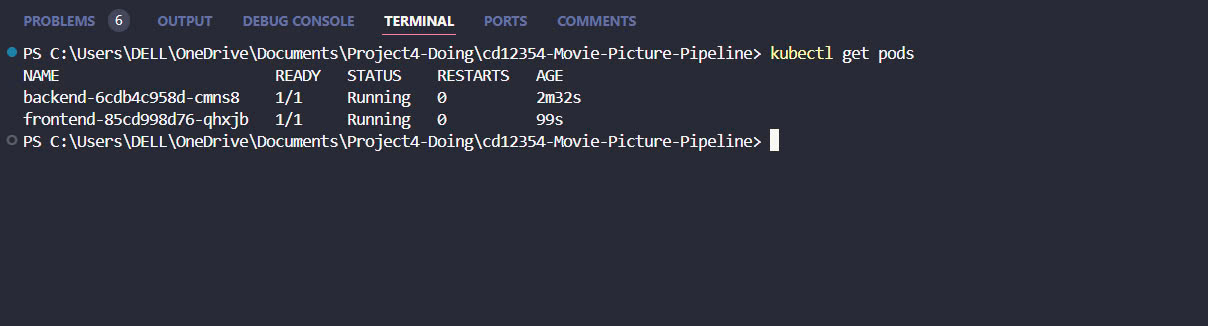 PROBLEMS 6 OUTPUT DEBUG CONSOLE TERMINAL PORTS COMMENTS
PS C:\Users\DELL\OneDrive\Documents\Project4-Doing\cd12354-Movie-Picture-Pipeline> kubectl get pods
NAME READY STATUS RESTARTS AGE
backend-6cdb4c958d-cmns8 1/1 Running 0 2m32s
frontend-85cd998d76-qhxjb 1/1 Running 0 99s
PS C:\Users\DELL\OneDrive\Documents\Project4-Doing\cd12354-Movie-Picture-Pipeline>